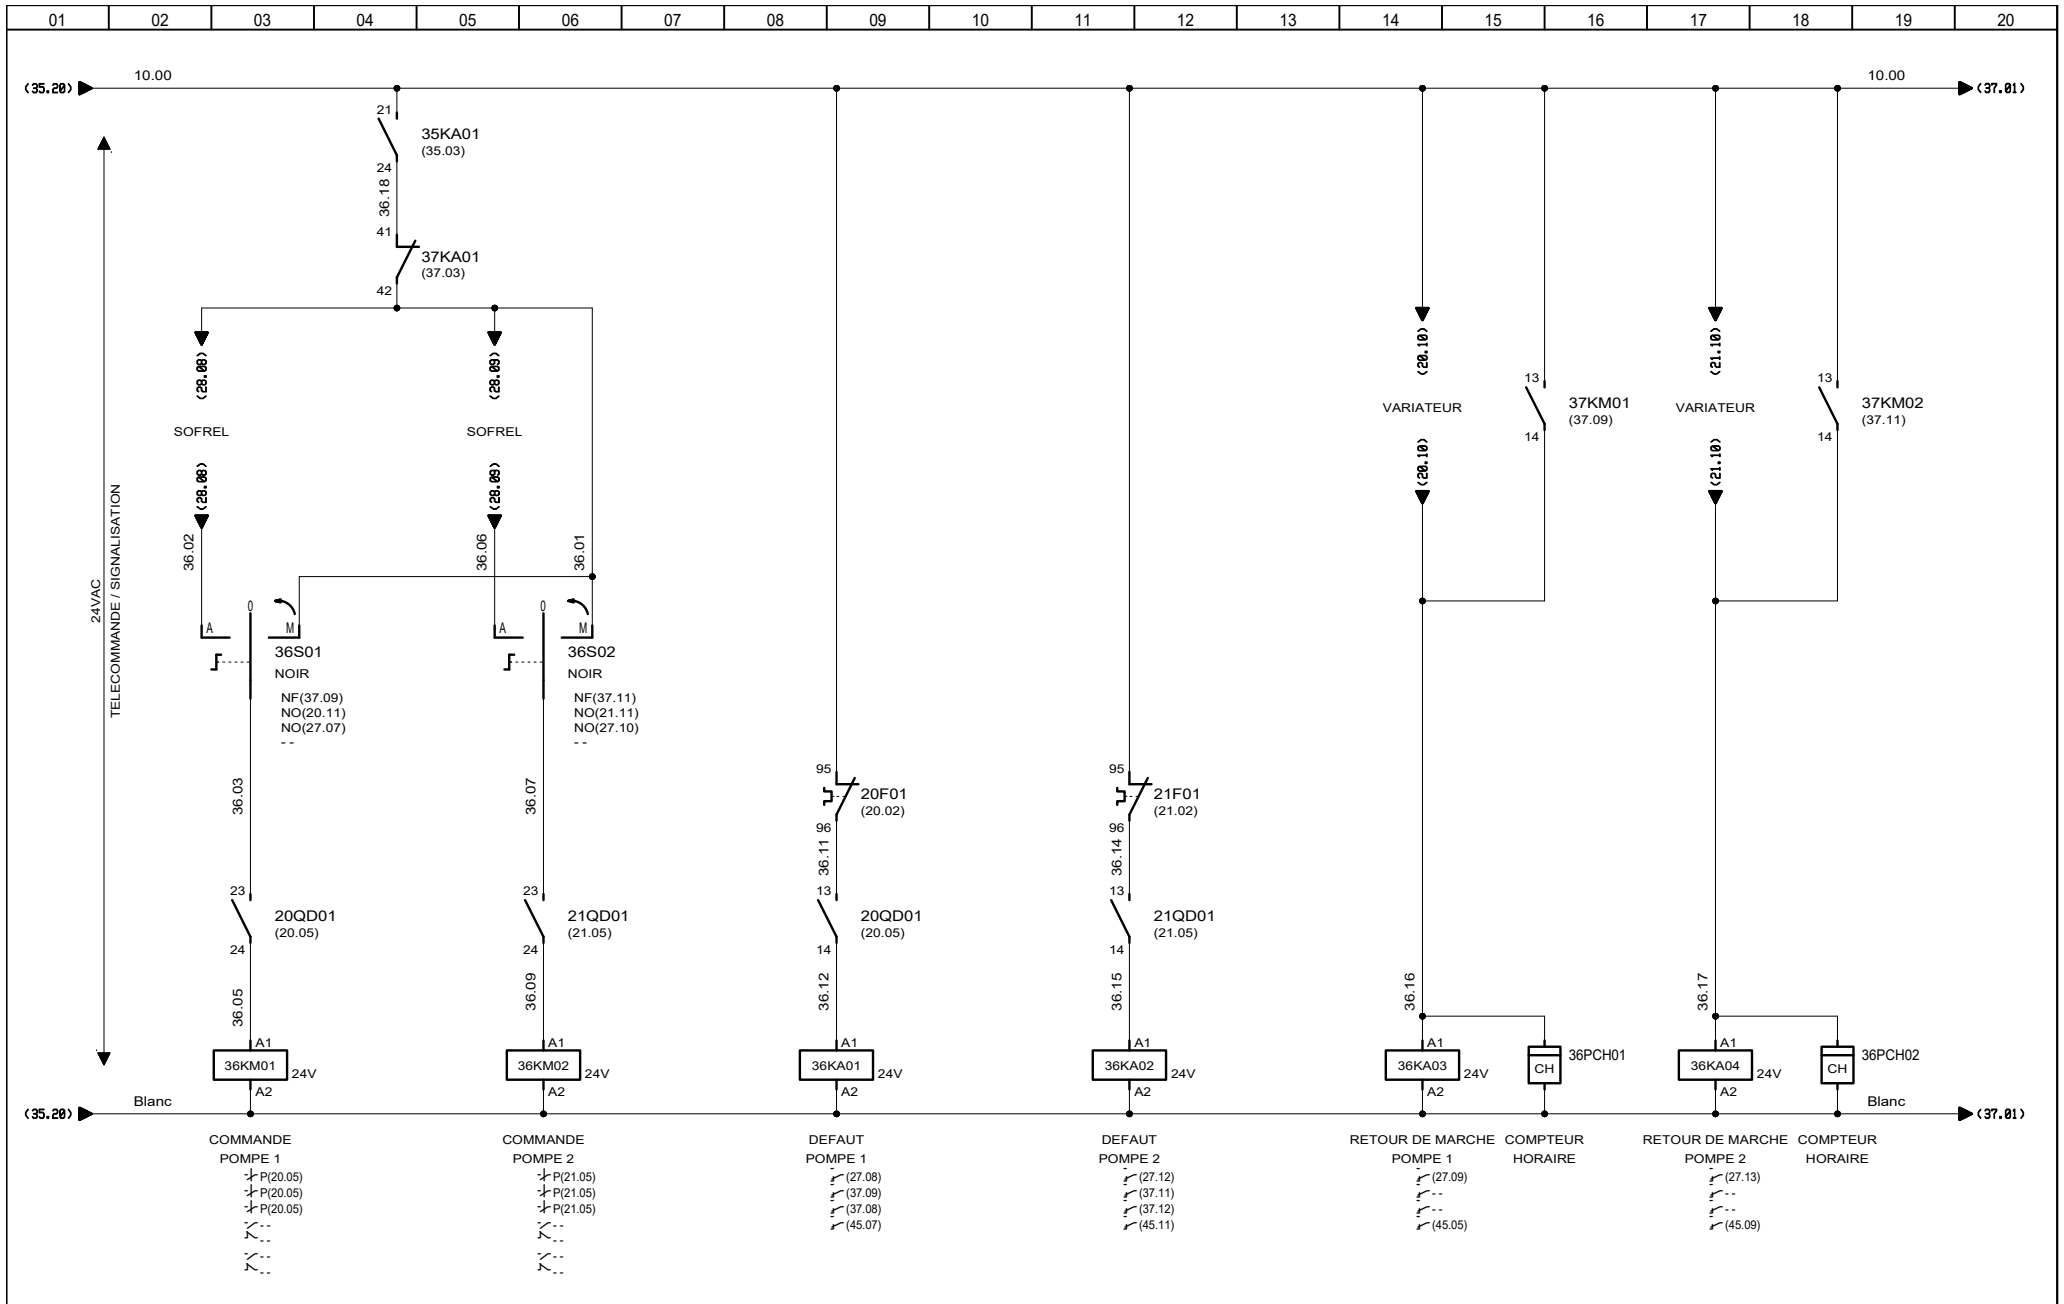 01 02 03 04 05 06 07 08 09 10 11 12 13 14 15 16 17 18 19 20
10.00 10.00
(35.20) (37.01)
21
35KA01
(35.03)
24
36.18
41
37KA01
(37.03)
42
24VAC
TELECOMMANDE / SIGNALISATION
(28.08) (28.09) (20.10) (21.10)
SOFREL SOFREL VARIATEUR VARIATEUR
(28.08) (28.09) (20.10) (21.10)
13 13
37KM01 37KM02
(37.09) (37.11)
14 14
36.02 36.06 36.01
0 0
A M A M
36S01 36S02
NOIR NOIR
NF(37.09) NF(37.11)
NO(20.11) NO(21.11)
NO(27.07) NO(27.10)
-- --
36.03 36.07
95 95
20F01 21F01
(20.02) (21.02)
96 96
36.11 36.14
23 23 13 13
20QD01 21QD01 20QD01 21QD01
(20.05) (21.05) (20.05) (21.05)
24 24 14 14
36.05 36.09 36.12 36.15 36.16 36.17
A1 A1 A1 A1 A1 A1
36KM01 24V 36KM02 24V 36KA01 24V 36KA02 24V 36KA03 24V CH 36PCH01 36KA04 24V CH 36PCH02
A2 A2 A2 A2 A2 A2
Blanc Blanc
(35.20) (37.01)
COMMANDE COMMANDE DEFAUT DEFAUT RETOUR DE MARCHE COMPTEUR RETOUR DE MARCHE COMPTEUR
POMPE 1 POMPE 2 POMPE 1 POMPE 2 POMPE 1 HORAIRE POMPE 2 HORAIRE
P(20.05) P(21.05) (27.08) (27.12) (27.09) (27.13)
P(20.05) P(21.05) (37.09) (37.11) -- --
P(20.05) P(21.05) (37.08) (37.12) -- --
-- -- (45.07) (45.11) (45.05) (45.09)
-- --
-- --
-- --